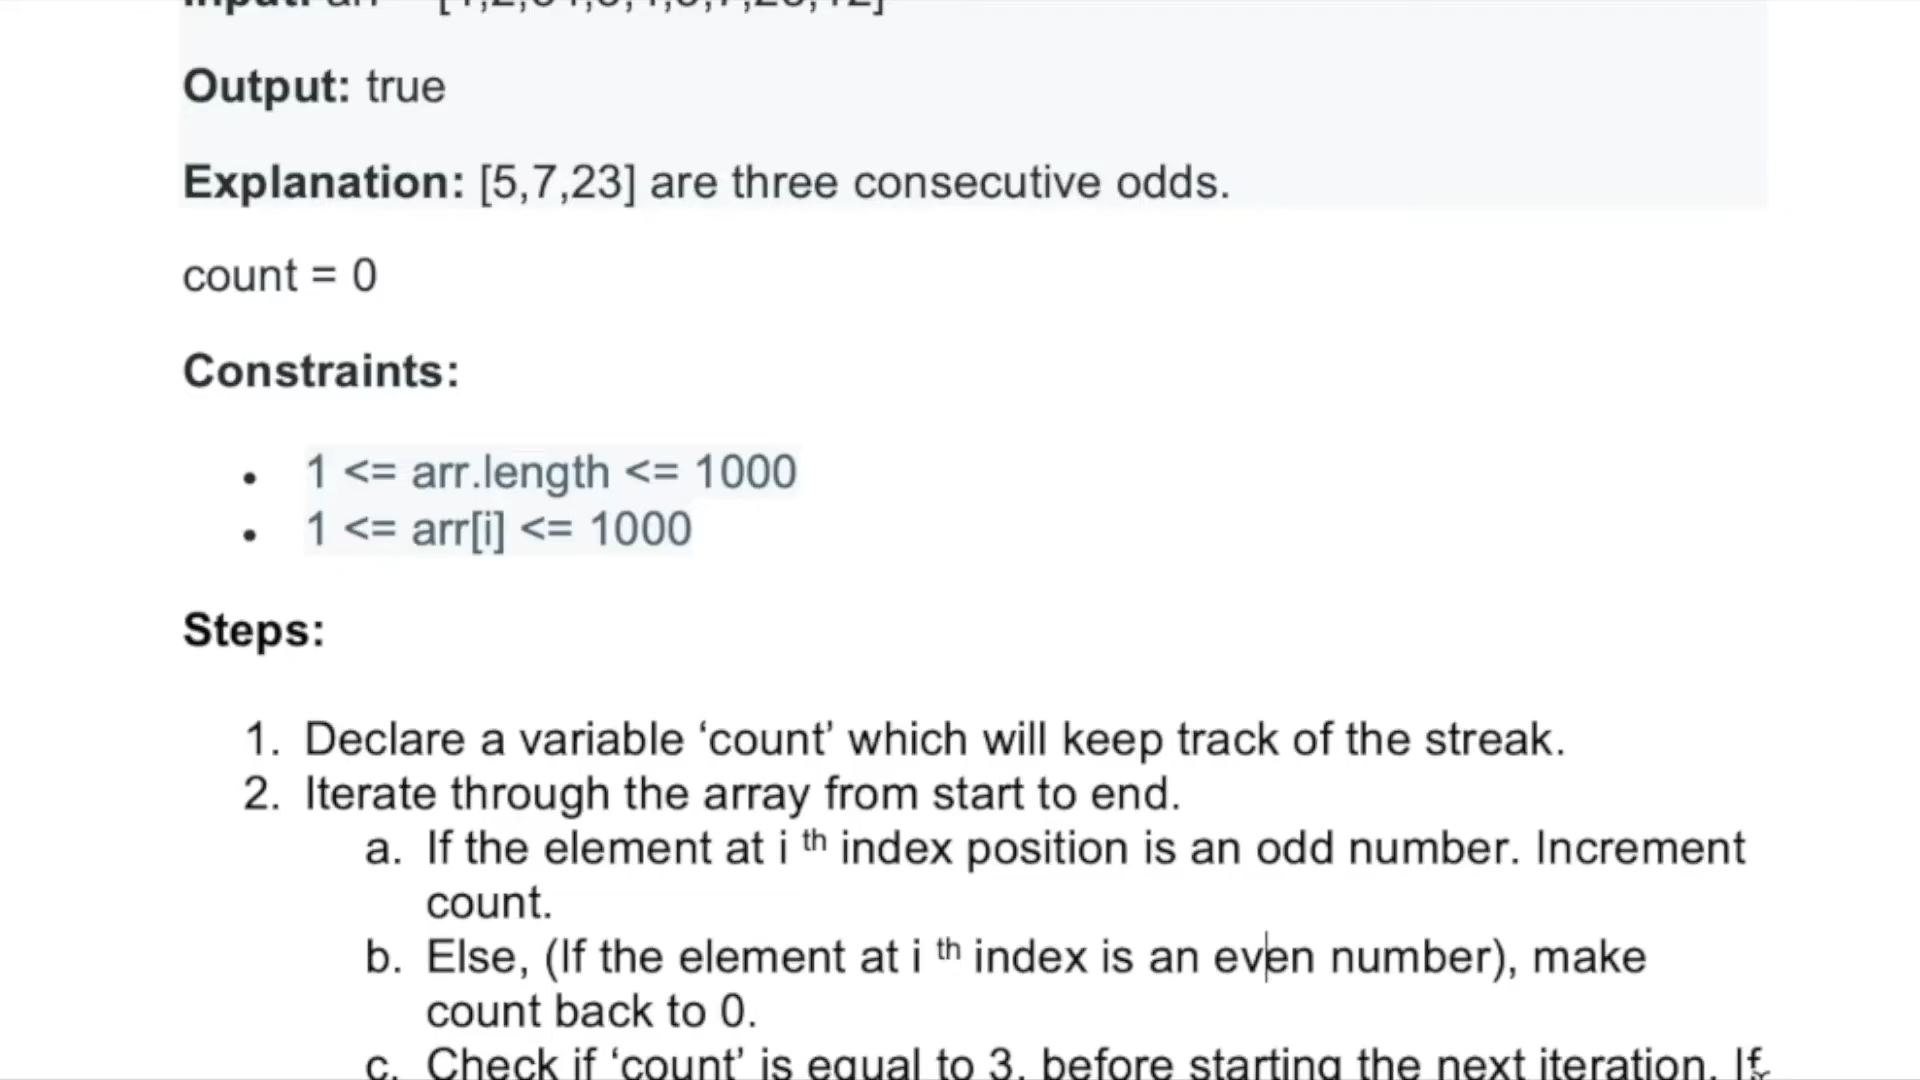 Output: true
Explanation: [5,7,23] are three consecutive odds.
count = 0
Constraints:
• 1 <= arr.length <= 1000
• 1 <= arr[i] <= 1000
Steps:
1. Declare a variable ‘count’ which will keep track of the streak.
2. Iterate through the array from start to end.
a. If the element at i th index position is an odd number. Increment
count.
b. Else, (If the element at i th index is an even number), make
count back to 0.
c. Check if ‘count’ is equal to 3, before starting the next iteration. If